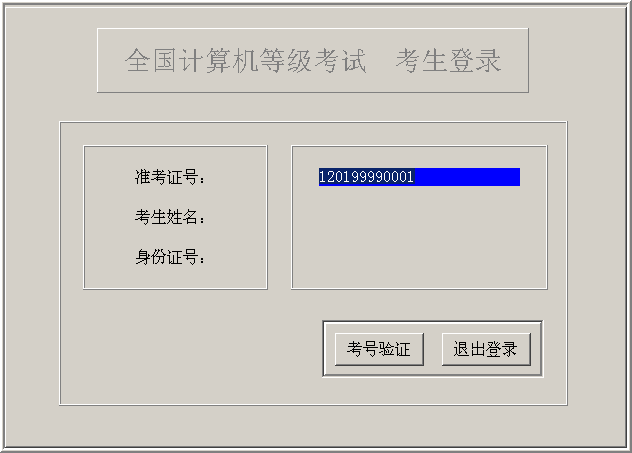 全国计算机等级考试 考生登录
准考证号： 120199990001
考生姓名：
身份证号：
考号验证 退出登录